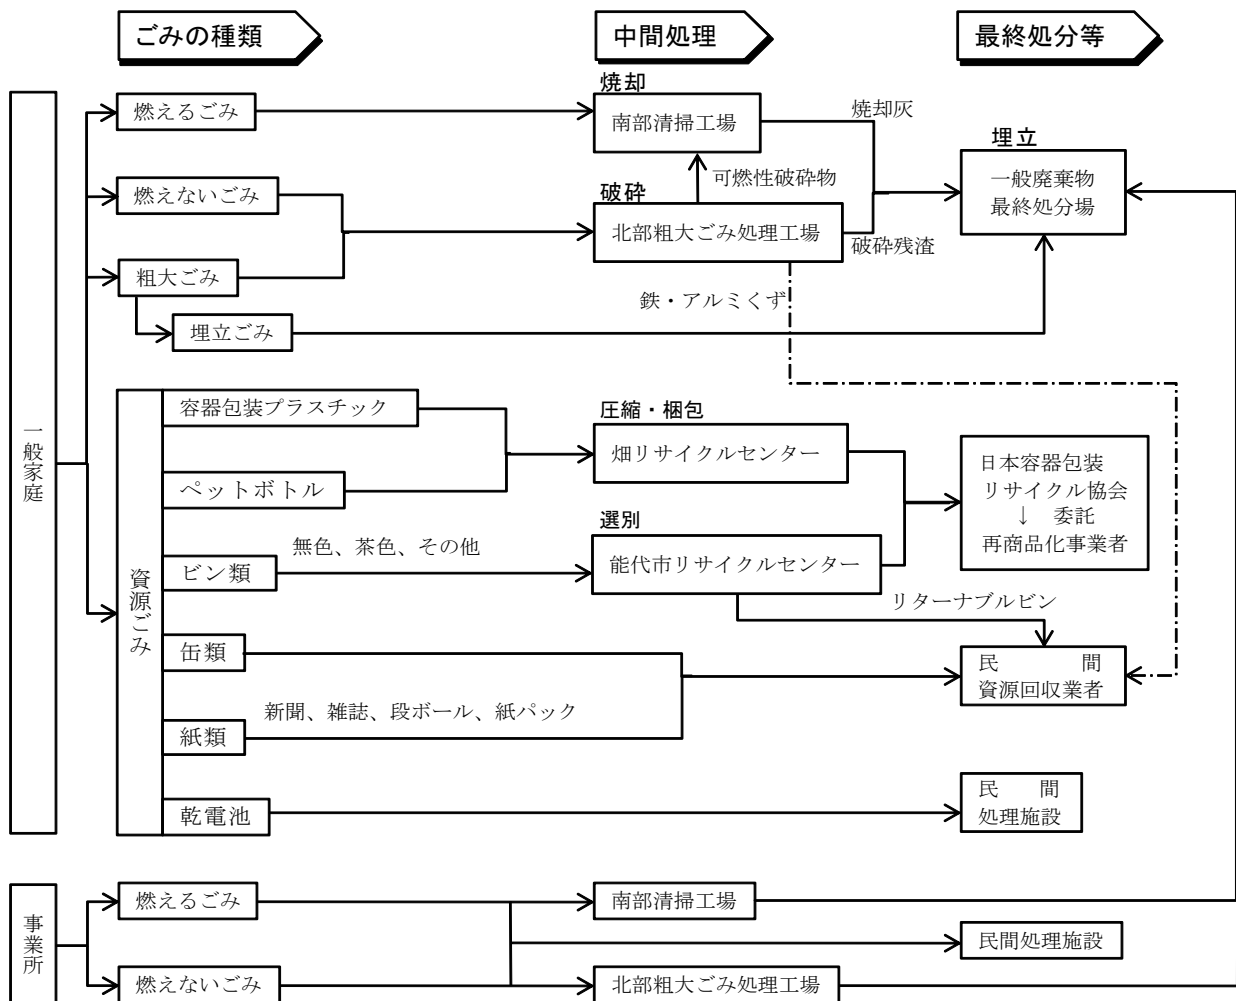 ごみの種類
中間処理
最終処分等
焼却
燃えるごみ
南部清掃工場
焼却灰
埋立
一般廃棄物
最終処分場
可燃性破砕物
燃えないごみ
破砕
北部粗大ごみ処理工場
破砕残渣
粗大ごみ
鉄・アルミくず
埋立ごみ
一般家庭
資源ごみ
容器包装プラスチック
圧縮・梱包
畑リサイクルセンター
日本容器包装
リサイクル協会
↓ 委託
再商品化事業者
ペットボトル
選別
無色、茶色、その他
ビン類
能代市リサイクルセンター
リターナブルビン
缶類
民 間
資源回収業者
新聞、雑誌、段ボール、紙パック
紙類
民 間
処理施設
乾電池
事業所
燃えるごみ
南部清掃工場
民間処理施設
燃えないごみ
北部粗大ごみ処理工場